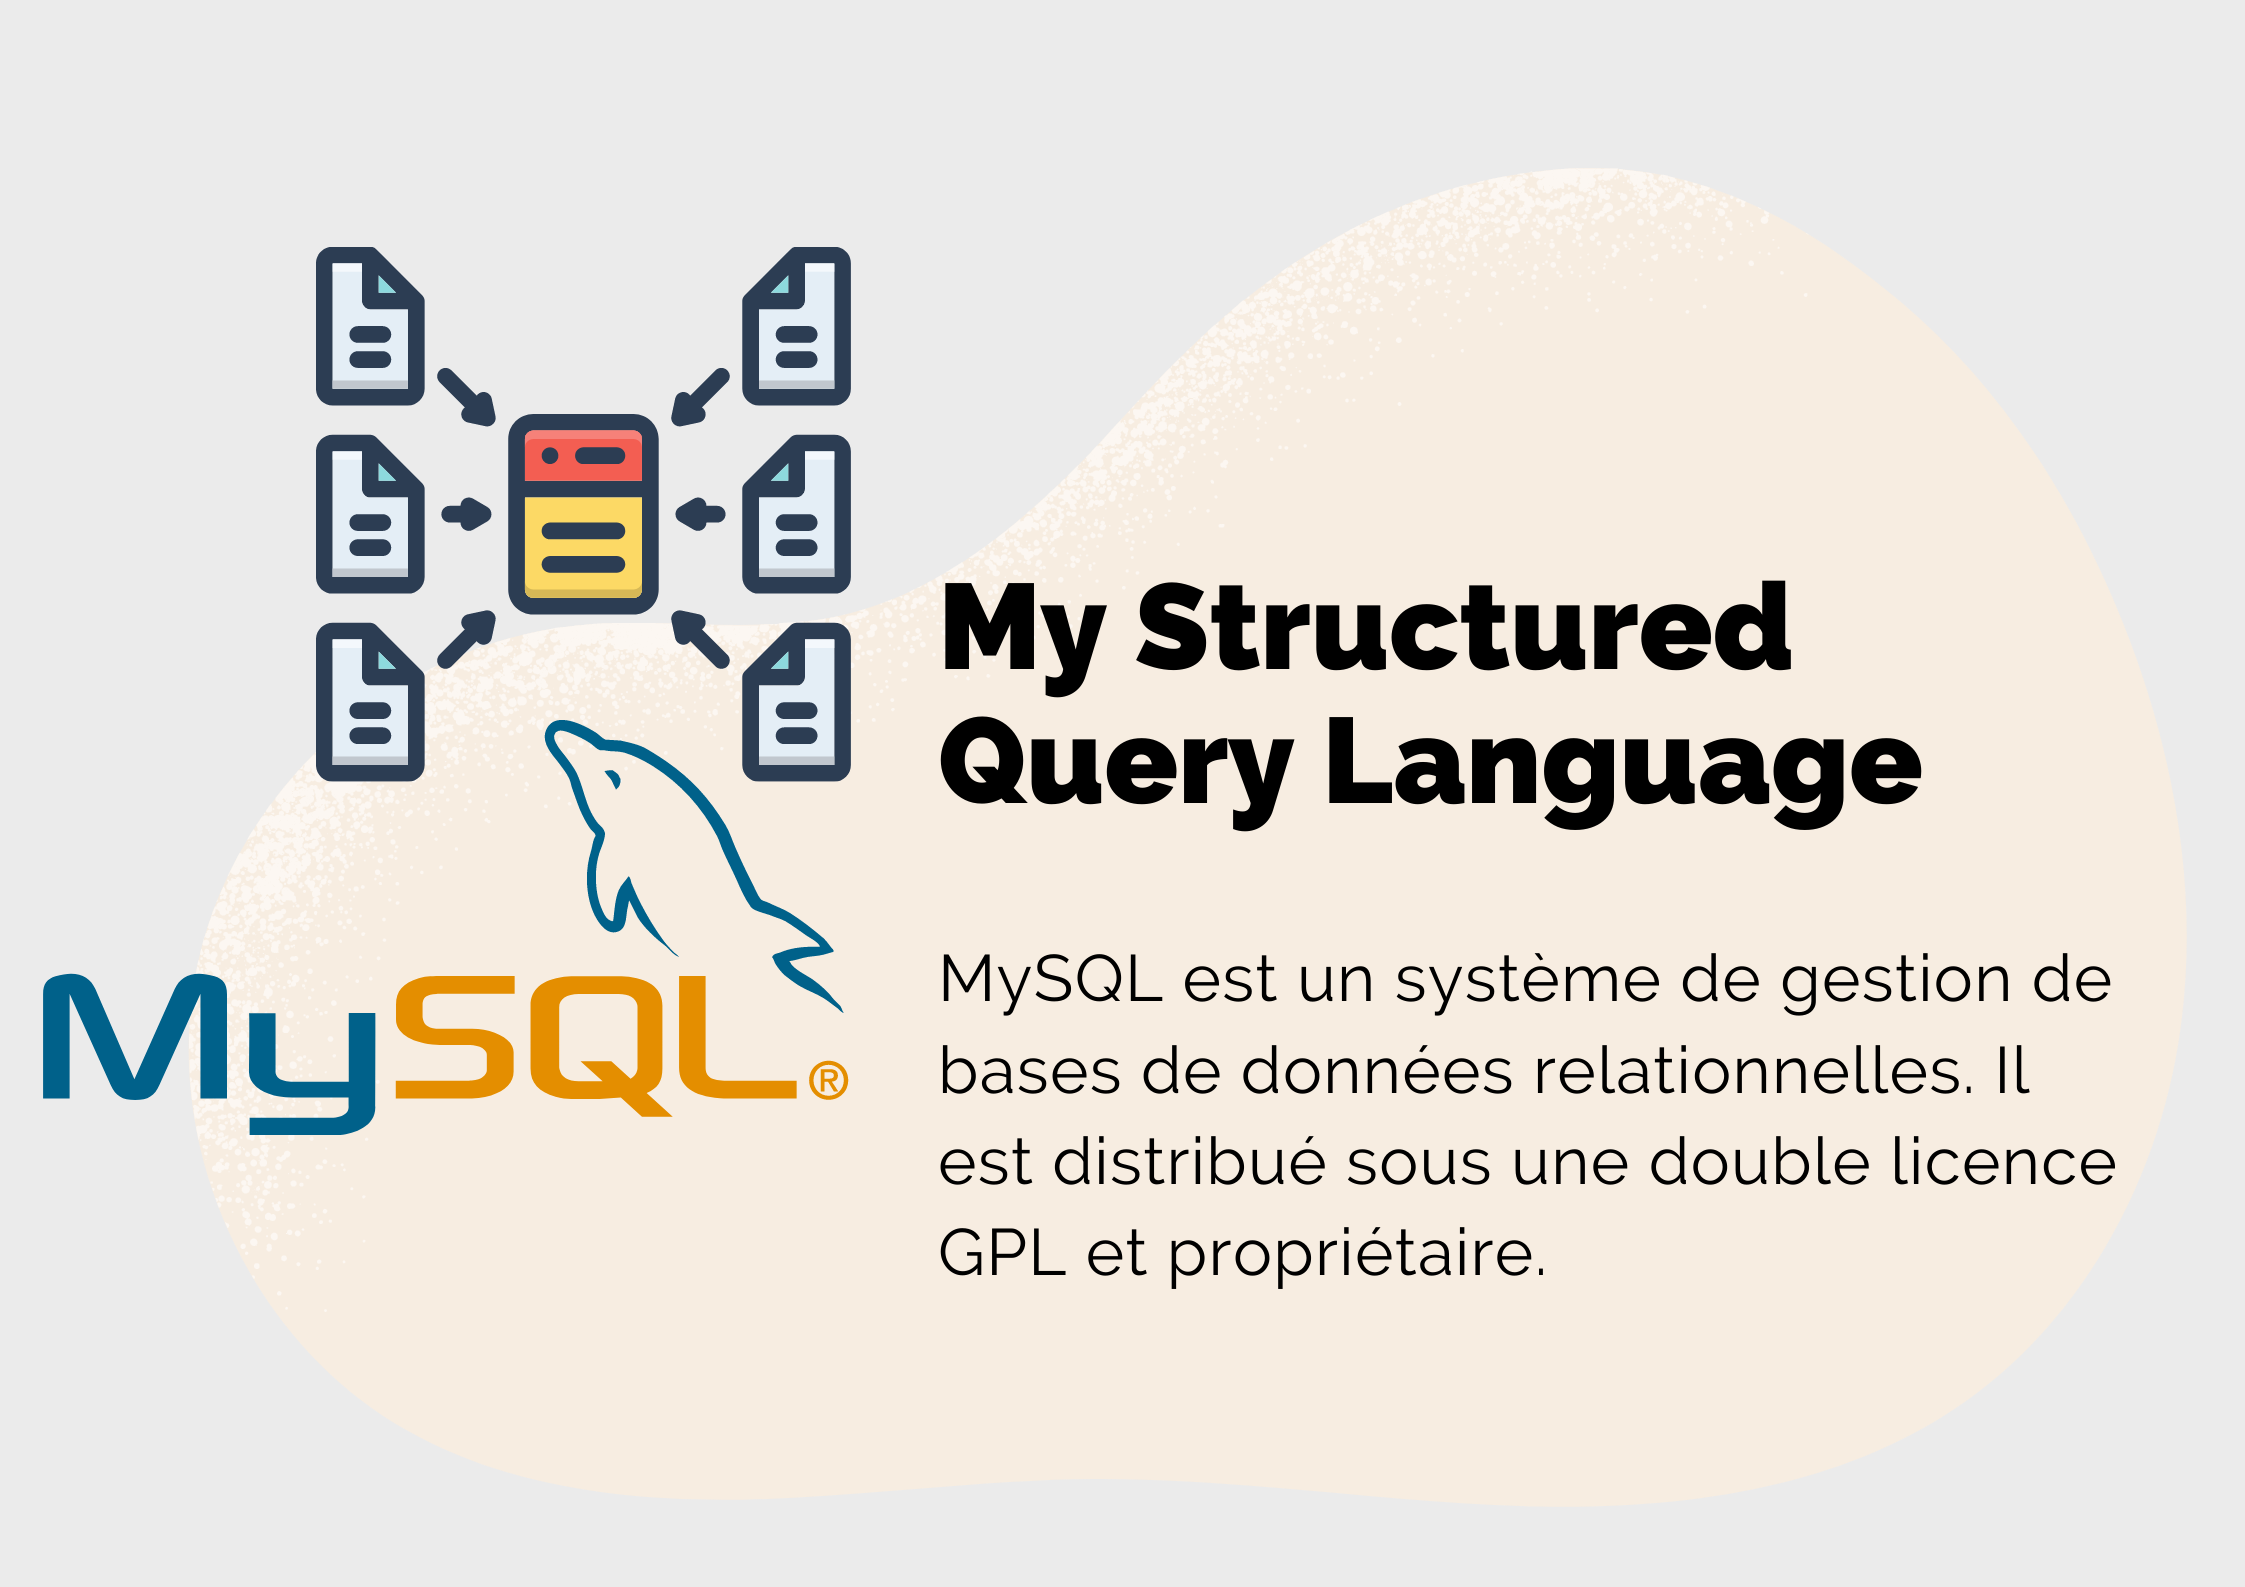 My Structured
Query Language
MySQL est un système de gestion de
bases de données relationnelles. Il
est distribué sous une double licence
GPL et propriétaire.
MySQL®